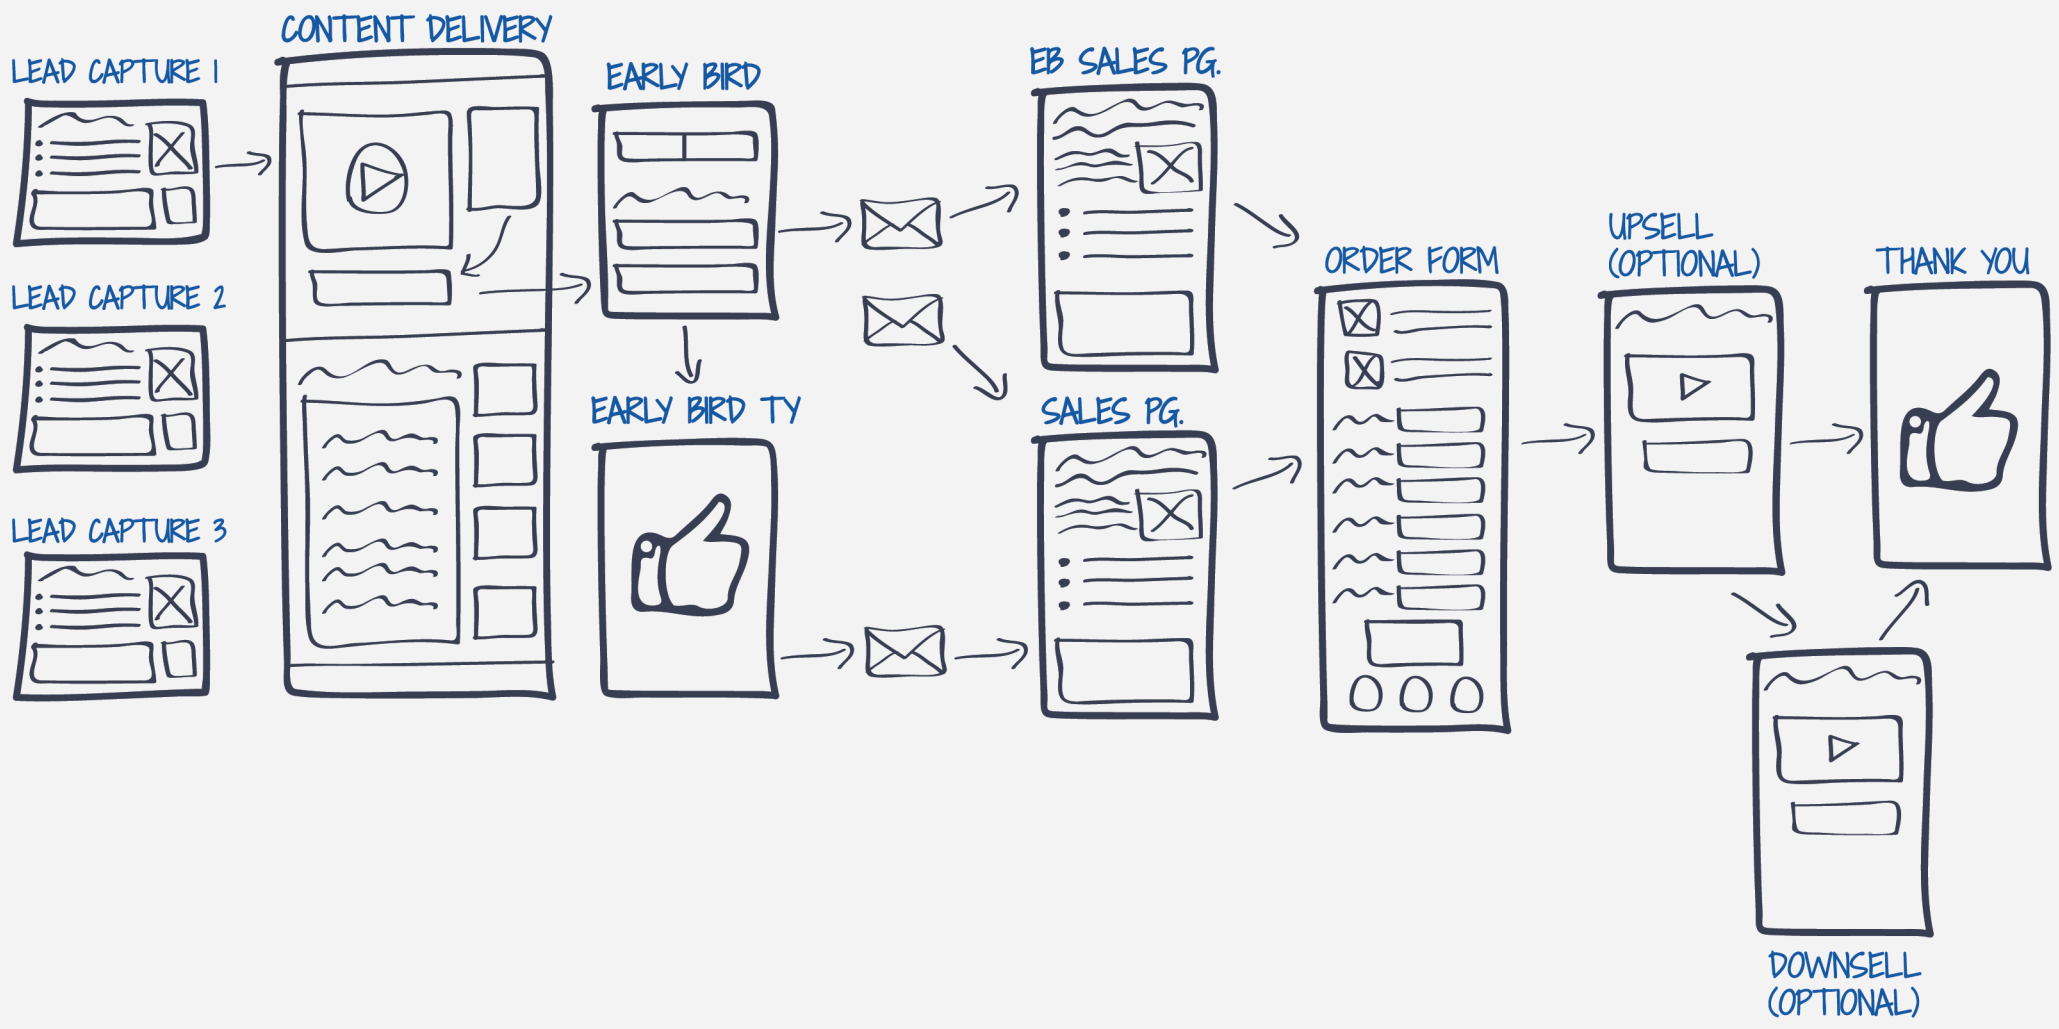 LEAD CAPTURE 1
LEAD CAPTURE 2
LEAD CAPTURE 3
CONTENT DELIVERY
EARLY BIRD
EARLY BIRD TY
EB SALES PG.
SALES PG.
ORDER FORM
UPSELL
(OPTIONAL)
THANK YOU
DOWNSELL
(OPTIONAL)